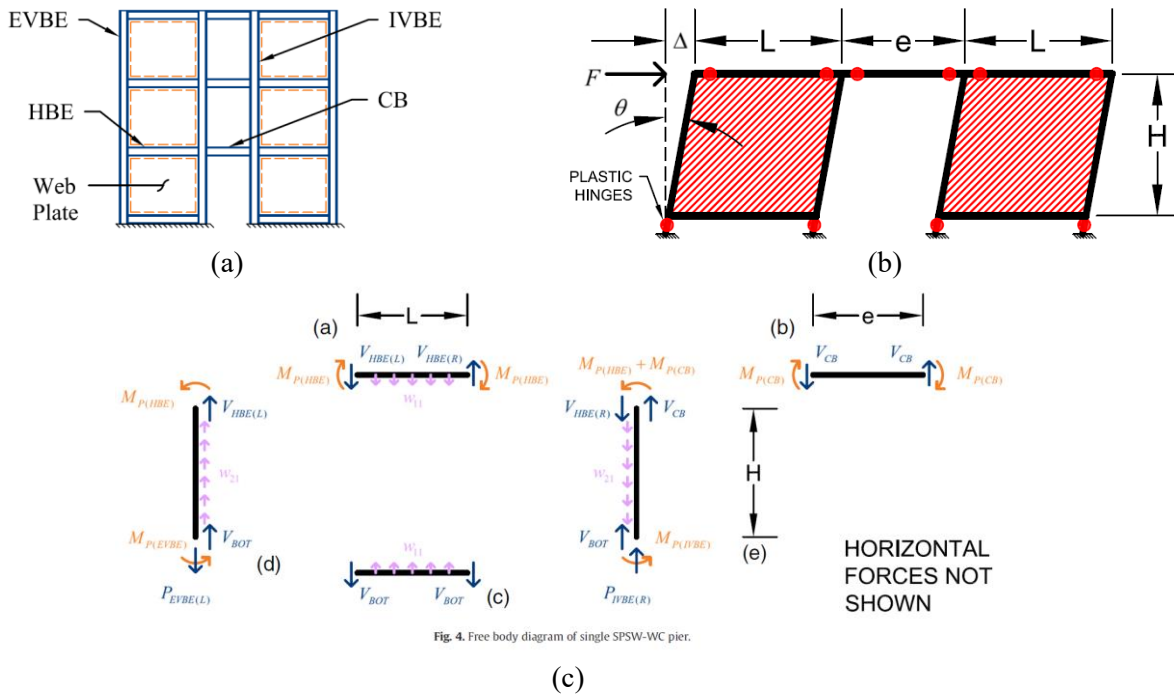 EVBE
IVBE
HBE
CB
Web
Plate
(a)
Δ
L
e
L
F
θ
H
PLASTIC
HINGES
(b)
(a)
L
V_HBE(L) V_HBE(R)
M_P(HBE)
M_P(HBE)
w_11
(b)
e
V_CB V_CB
M_P(CB)
M_P(CB)
M_P(HBE)
V_HBE(L)
w_21
M_P(EVBE)
V_BOT
P_EVBE(L)
(d)
w_11
V_BOT V_BOT
(c)
M_P(HBE) + M_P(CB)
V_HBE(R) V_CB
w_21
H
V_BOT
M_P(IVBE)
P_IVBE(R)
(e)
HORIZONTAL
FORCES NOT
SHOWN
Fig. 4. Free body diagram of single SPSW-WC pier.
(c)